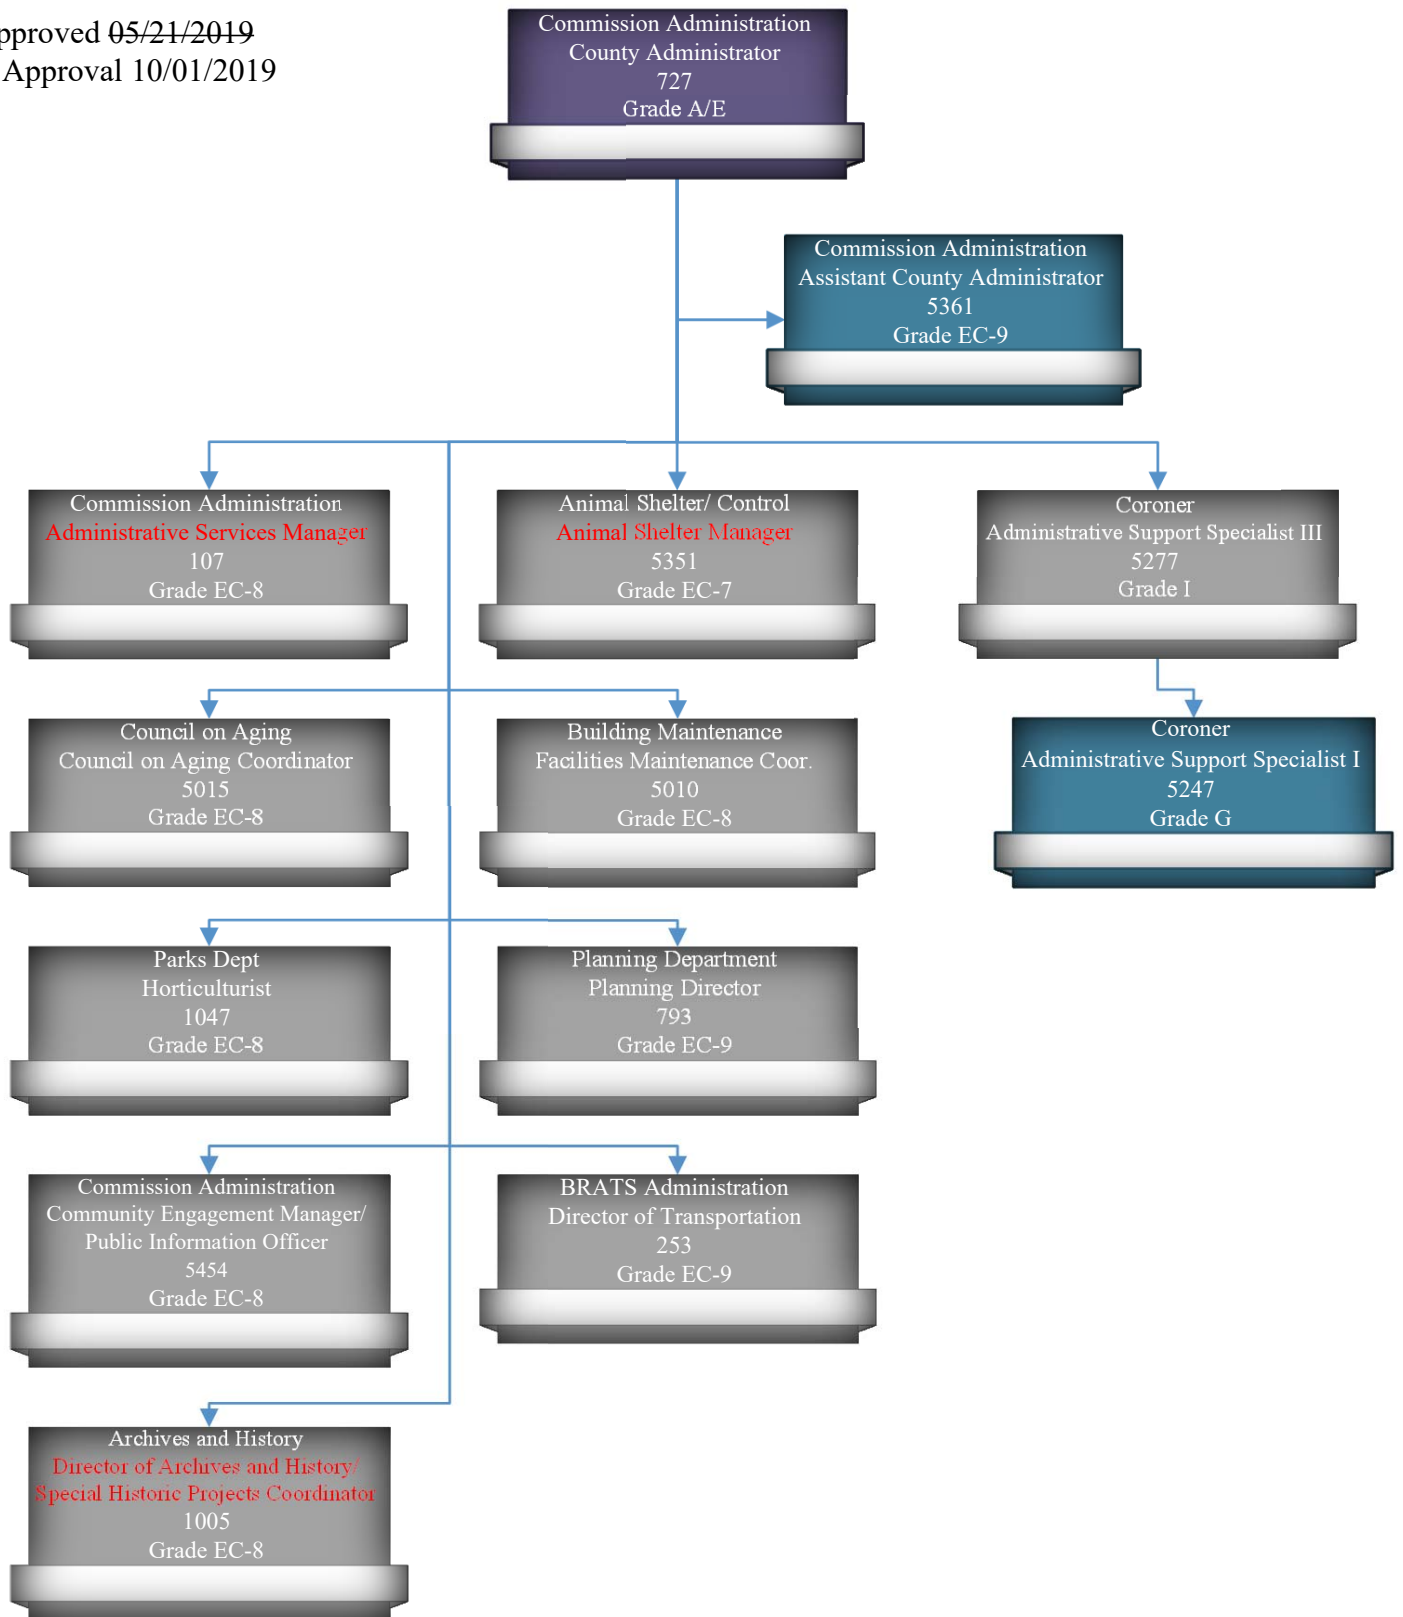 pproved 05/21/2019
Approval 10/01/2019
Commission Administration
County Administrator
727
Grade A/E
Commission Administration
Assistant County Administrator
5361
Grade EC-9
Commission Administration
Administrative Services Manager
107
Grade EC-8
Animal Shelter/ Control
Animal Shelter Manager
5351
Grade EC-7
Coroner
Administrative Support Specialist III
5277
Grade I
Council on Aging
Council on Aging Coordinator
5015
Grade EC-8
Building Maintenance
Facilities Maintenance Coor.
5010
Grade EC-8
Coroner
Administrative Support Specialist I
5247
Grade G
Parks Dept
Horticulturist
1047
Grade EC-8
Planning Department
Planning Director
793
Grade EC-9
Commission Administration
Community Engagement Manager/
Public Information Officer
5454
Grade EC-8
BRATS Administration
Director of Transportation
253
Grade EC-9
Archives and History
Director of Archives and History/
Special Historic Projects Coordinator
1005
Grade EC-8